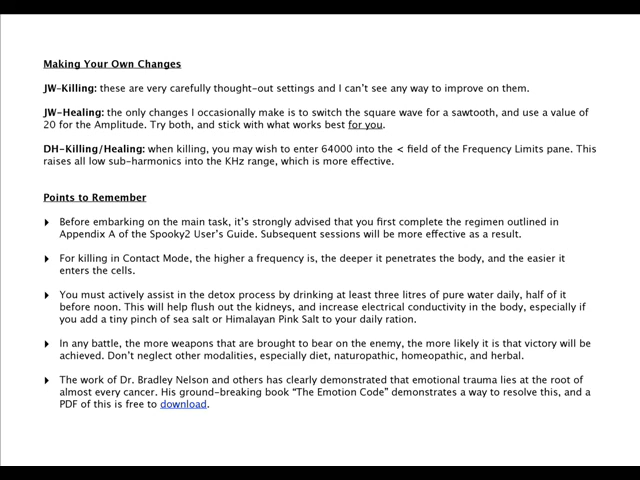 Making Your Own Changes
JW-Killing: these are very carefully thought-out settings and I can't see any way to improve on them.
JW-Healing: the only changes I occasionally make is to switch the square wave for a sawtooth, and use a value of
20 for the Amplitude. Try both, and stick with what works best for you.
DH-Killing/Healing: when killing, you may wish to enter 64000 into the < field of the Frequency Limits pane. This
raises all low sub-harmonics into the KHz range, which is more effective.
Points to Remember
Before embarking on the main task, it's strongly advised that you first complete the regimen outlined in
Appendix A of the Spooky2 User's Guide. Subsequent sessions will be more effective as a result.
For killing in Contact Mode, the higher a frequency is, the deeper it penetrates the body, and the easier it
enters the cells.
You must actively assist in the detox process by drinking at least three litres of pure water daily, half of it
before noon. This will help flush out the kidneys, and increase electrical conductivity in the body, especially if
you add a tiny pinch of sea salt or Himalayan Pink Salt to your daily ration.
In any battle, the more weapons that are brought to bear on the enemy, the more likely it is that victory will be
achieved. Don't neglect other modalities, especially diet, naturopathic, homeopathic, and herbal.
The work of Dr. Bradley Nelson and others has clearly demonstrated that emotional trauma lies at the root of
almost every cancer. His ground-breaking book “The Emotion Code” demonstrates a way to resolve this, and a
PDF of this is free to download.